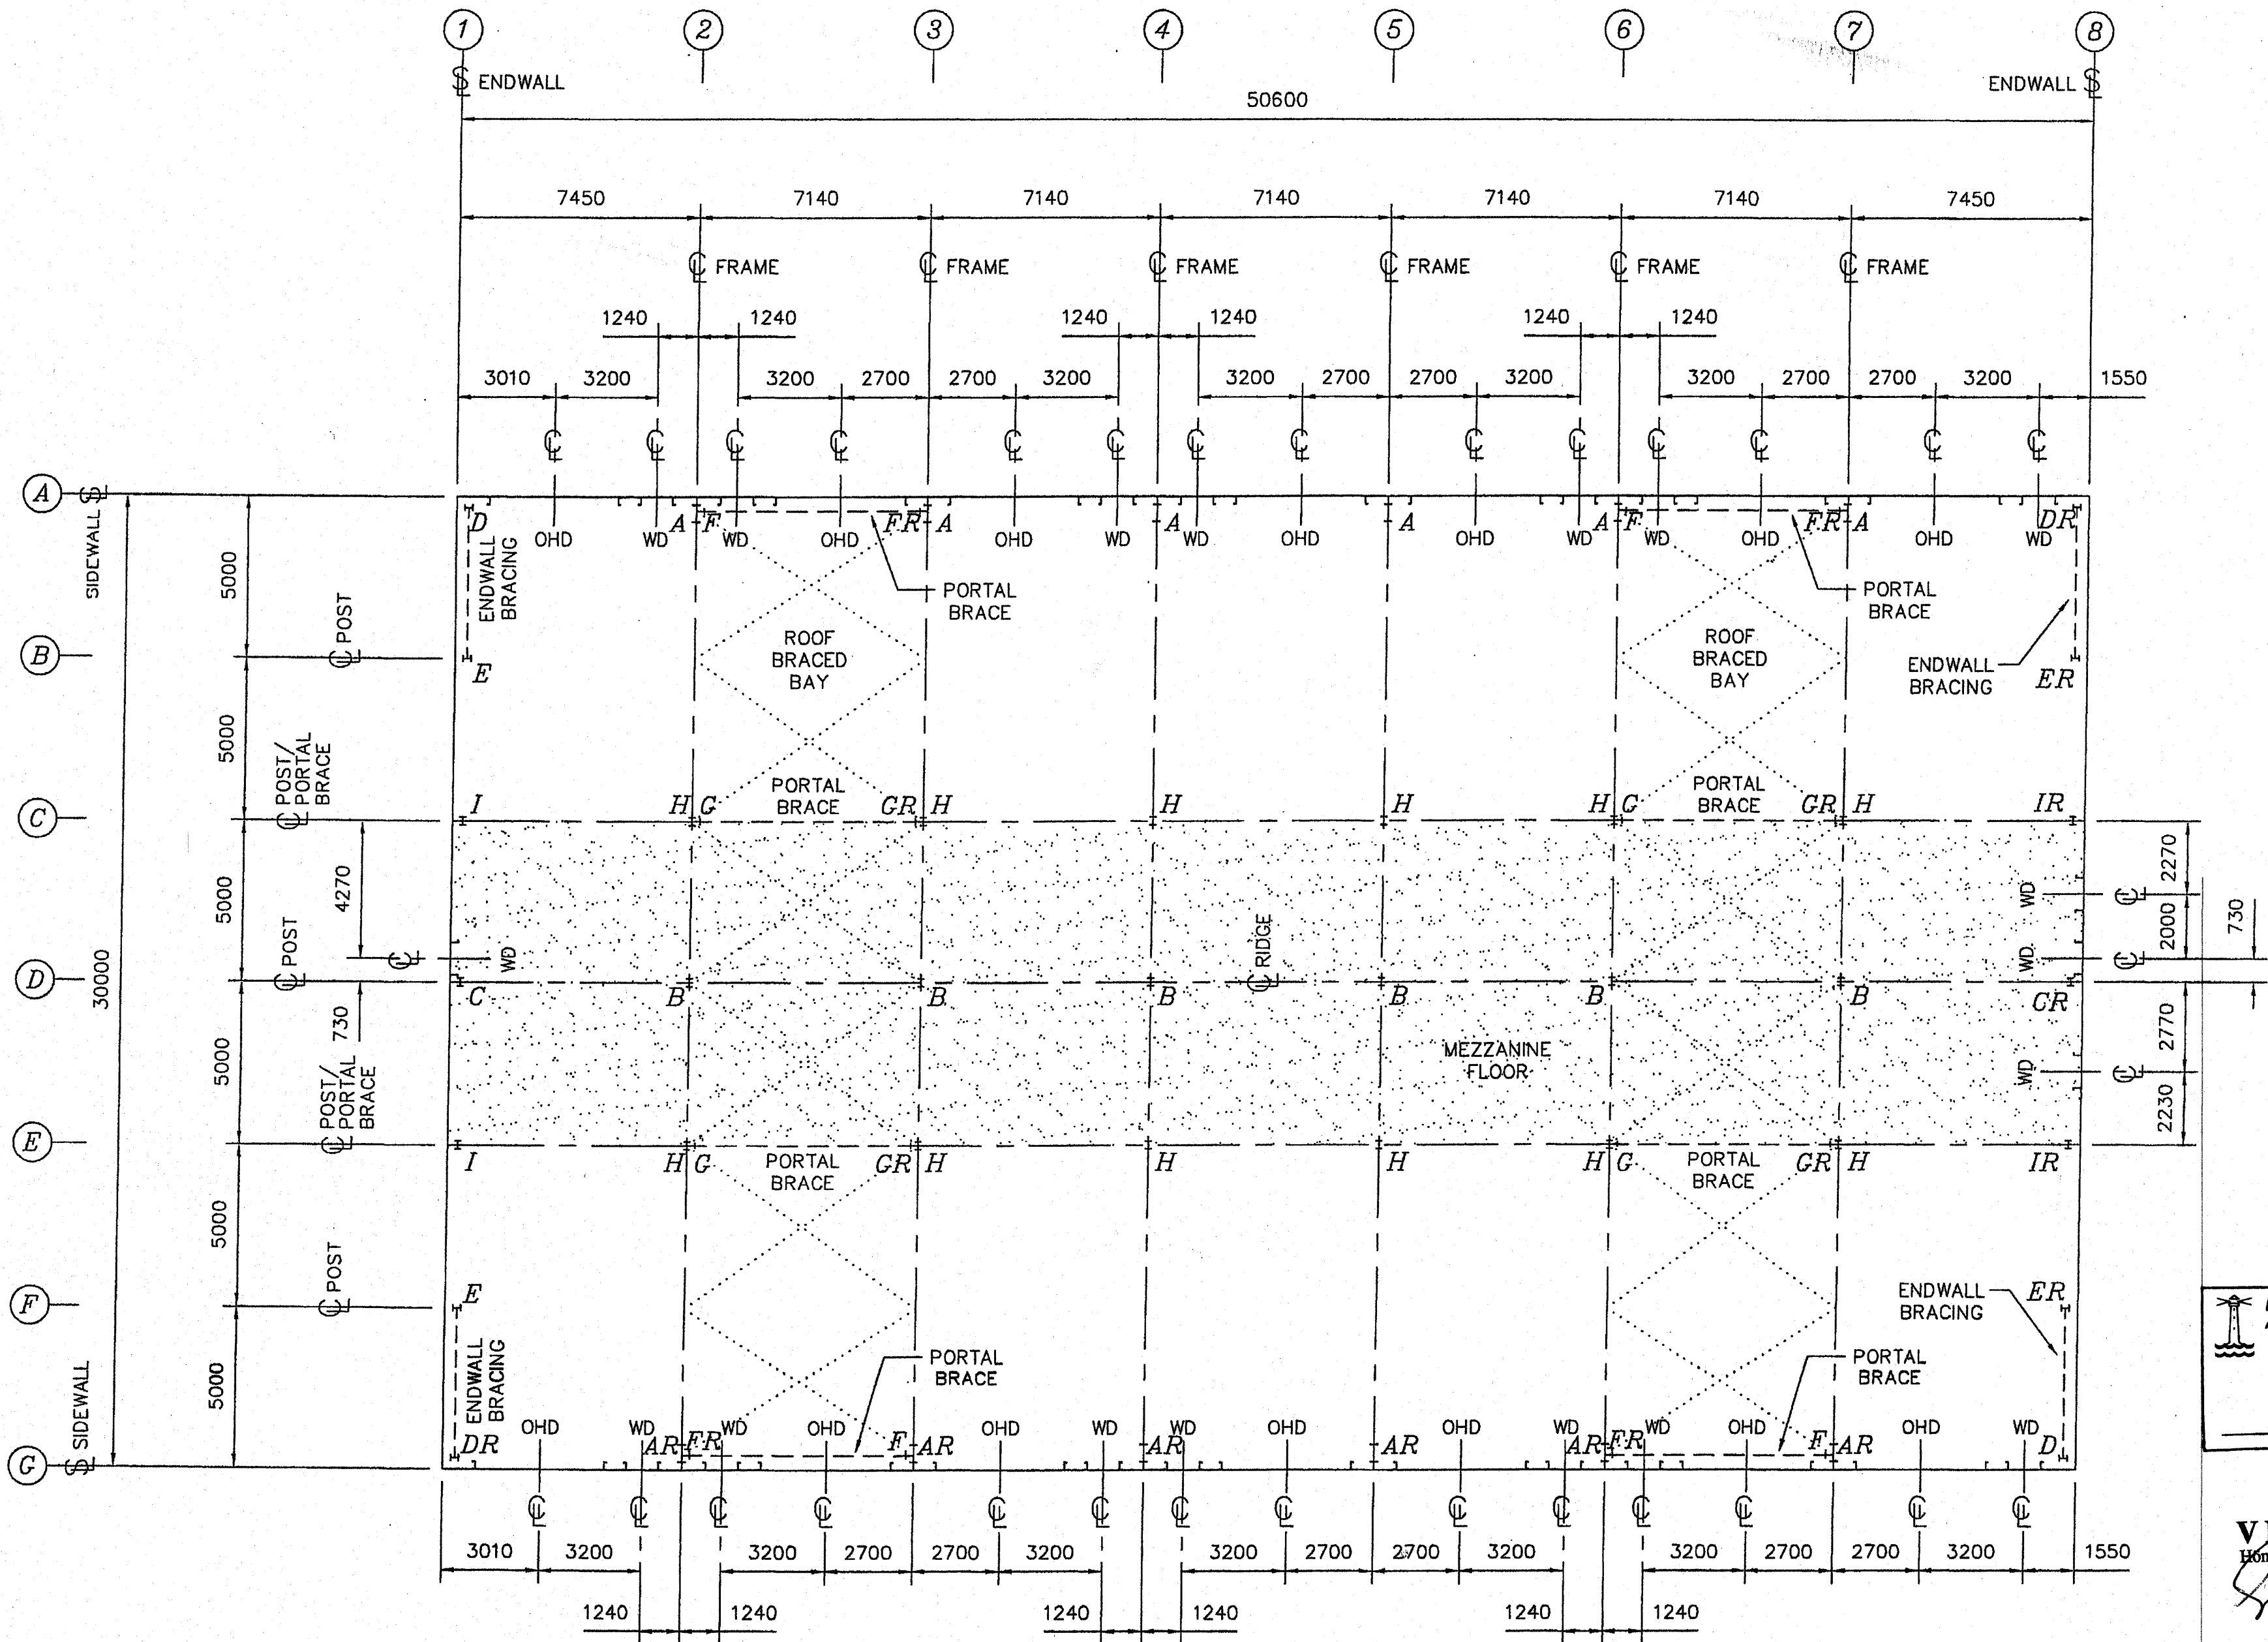 1 2 3 4 5 6 7 8
ENDWALL ENDWALL
50600
7450 7140 7140 7140 7140 7140 7450
FRAME FRAME FRAME FRAME FRAME FRAME
1240 1240 1240 1240 1240 1240
3010 3200 3200 2700 2700 3200 3200 2700 2700 3200 3200 2700 2700 3200 1550
A
SIDEWALL
D A F FR A A A A F FR A DR
OHD WD WD OHD OHD WD WD OHD OHD WD WD OHD OHD WD
ENDWALL
BRACING
PORTAL
BRACE
PORTAL
BRACE
5000
POST
B
E
ROOF
BRACED
BAY
ROOF
BRACED
BAY
ENDWALL
BRACING
ER
5000
POST/
PORTAL
BRACE
PORTAL
BRACE
PORTAL
BRACE
C
I H G GR H H H H G GR H IR
30000
5000
4270
POST
WD
RIDGE
WD
WD
2270
2000
730
D
C B B B B B B CR
730
5000
POST/
PORTAL
BRACE
MEZZANINE
FLOOR
WD
2770
2230
E
I H G GR H H H H G GR H IR
PORTAL
BRACE
PORTAL
BRACE
5000
POST
F
E
ENDWALL
BRACING
ER
5000
ENDWALL
BRACING
PORTAL
BRACE
PORTAL
BRACE
SIDEWALL
OHD WD WD OHD OHD WD WD OHD OHD WD WD OHD OHD WD
DR AR FR F AR AR AR AR FR F AR D
G
3010 3200 3200 2700 2700 3200 3200 2700 2700 3200 3200 2700 2700 3200 1550
1240 1240 1240 1240 1240 1240